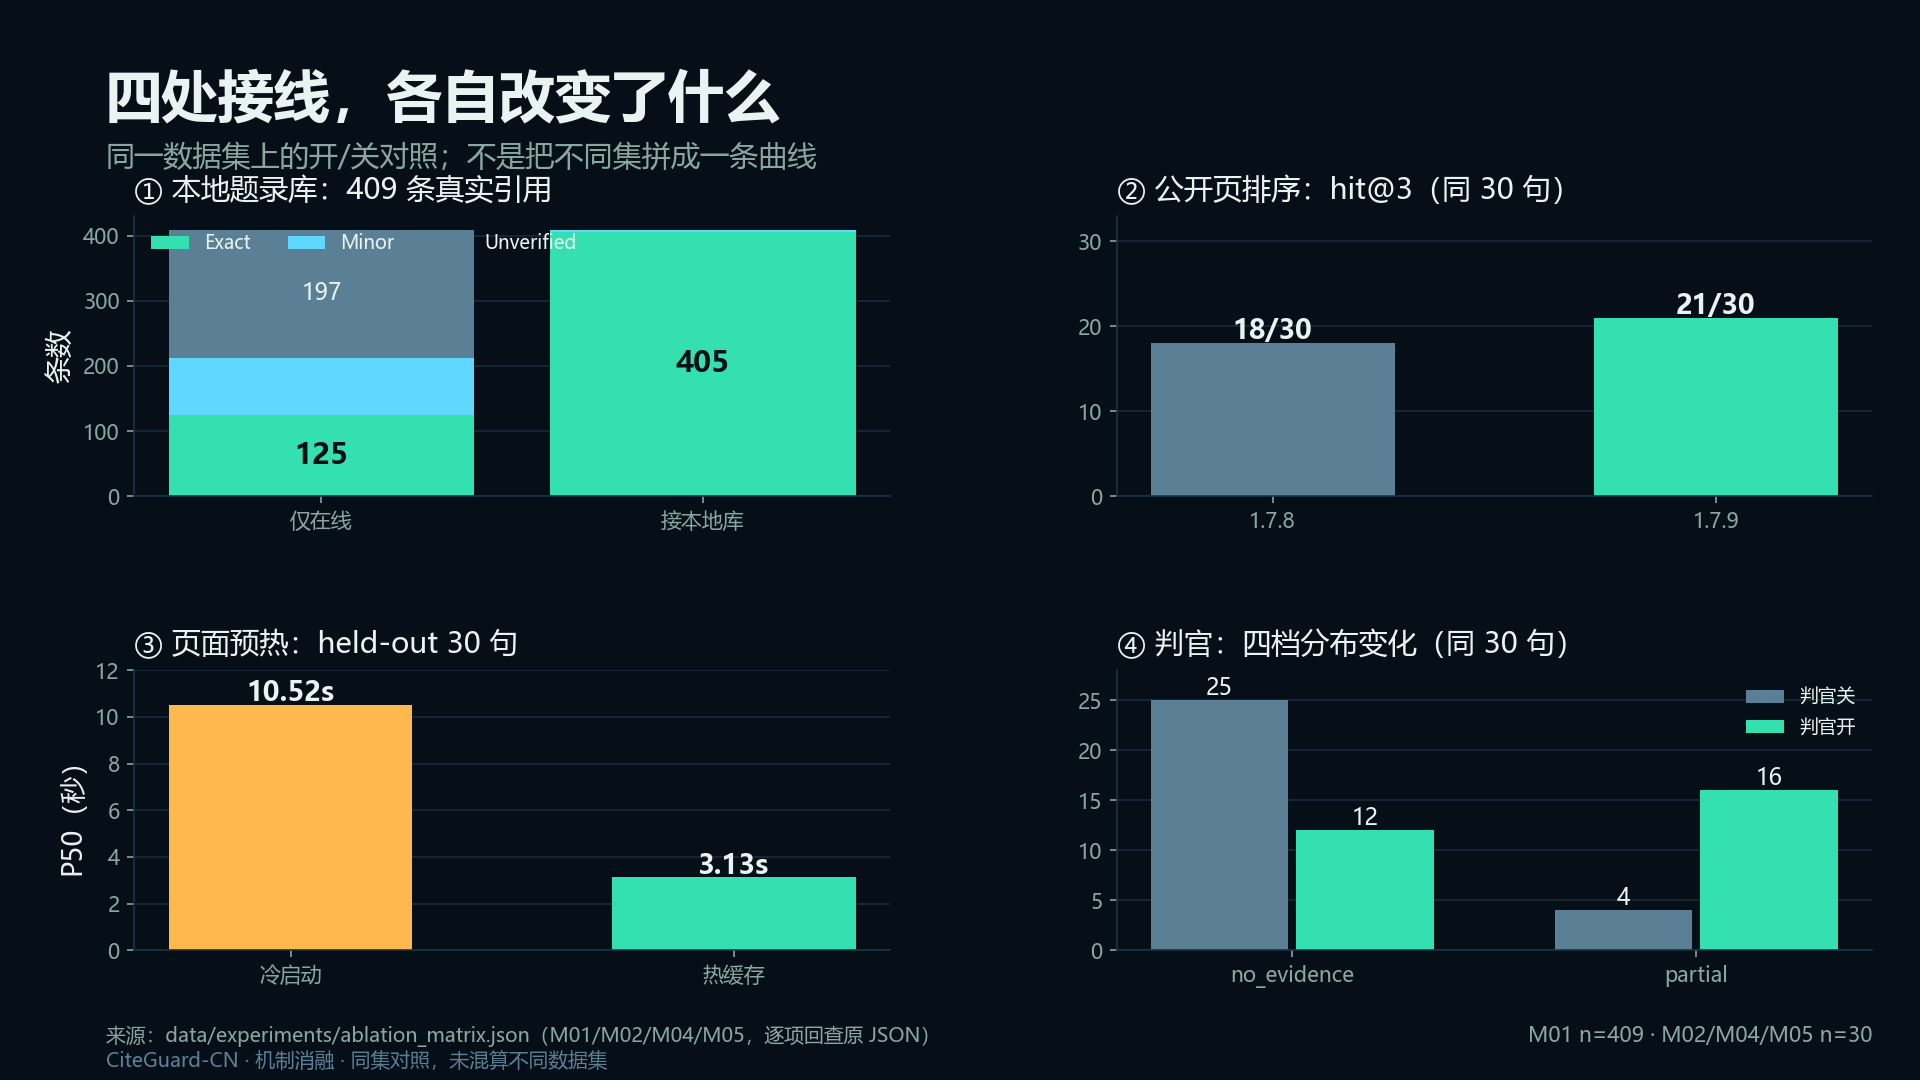 四处接线，各自改变了什么
同一数据集上的开/关对照；不是把不同集拼成一条曲线
① 本地题录库：409 条真实引用
Exact
Minor
Unverified
条数
400
300
200
100
0
197
125
405
仅在线
接本地库
② 公开页排序：hit@3（同 30 句）
30
20
10
0
18/30
21/30
1.7.8
1.7.9
③ 页面预热：held-out 30 句
P50（秒）
12
10
8
6
4
2
0
10.52s
3.13s
冷启动
热缓存
④ 判官：四档分布变化（同 30 句）
判官关
判官开
25
20
15
10
5
0
25
12
4
16
no_evidence
partial
来源：data/experiments/ablation_matrix.json（M01/M02/M04/M05，逐项回查原 JSON）
M01 n=409 · M02/M04/M05 n=30
CiteGuard-CN · 机制消融 · 同集对照，未混算不同数据集